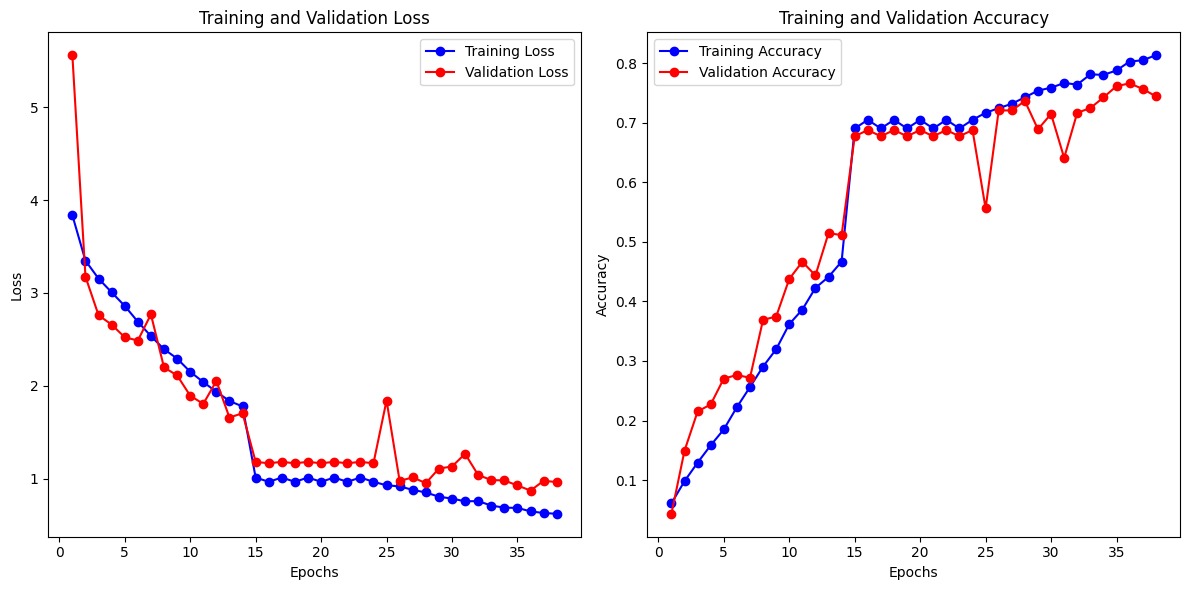 Training and Validation Loss
Training Loss
Validation Loss
5
4
3
2
1
Loss
0 5 10 15 20 25 30 35
Epochs
Training and Validation Accuracy
Training Accuracy
Validation Accuracy
0.8
0.7
0.6
0.5
0.4
0.3
0.2
0.1
Accuracy
0 5 10 15 20 25 30 35
Epochs